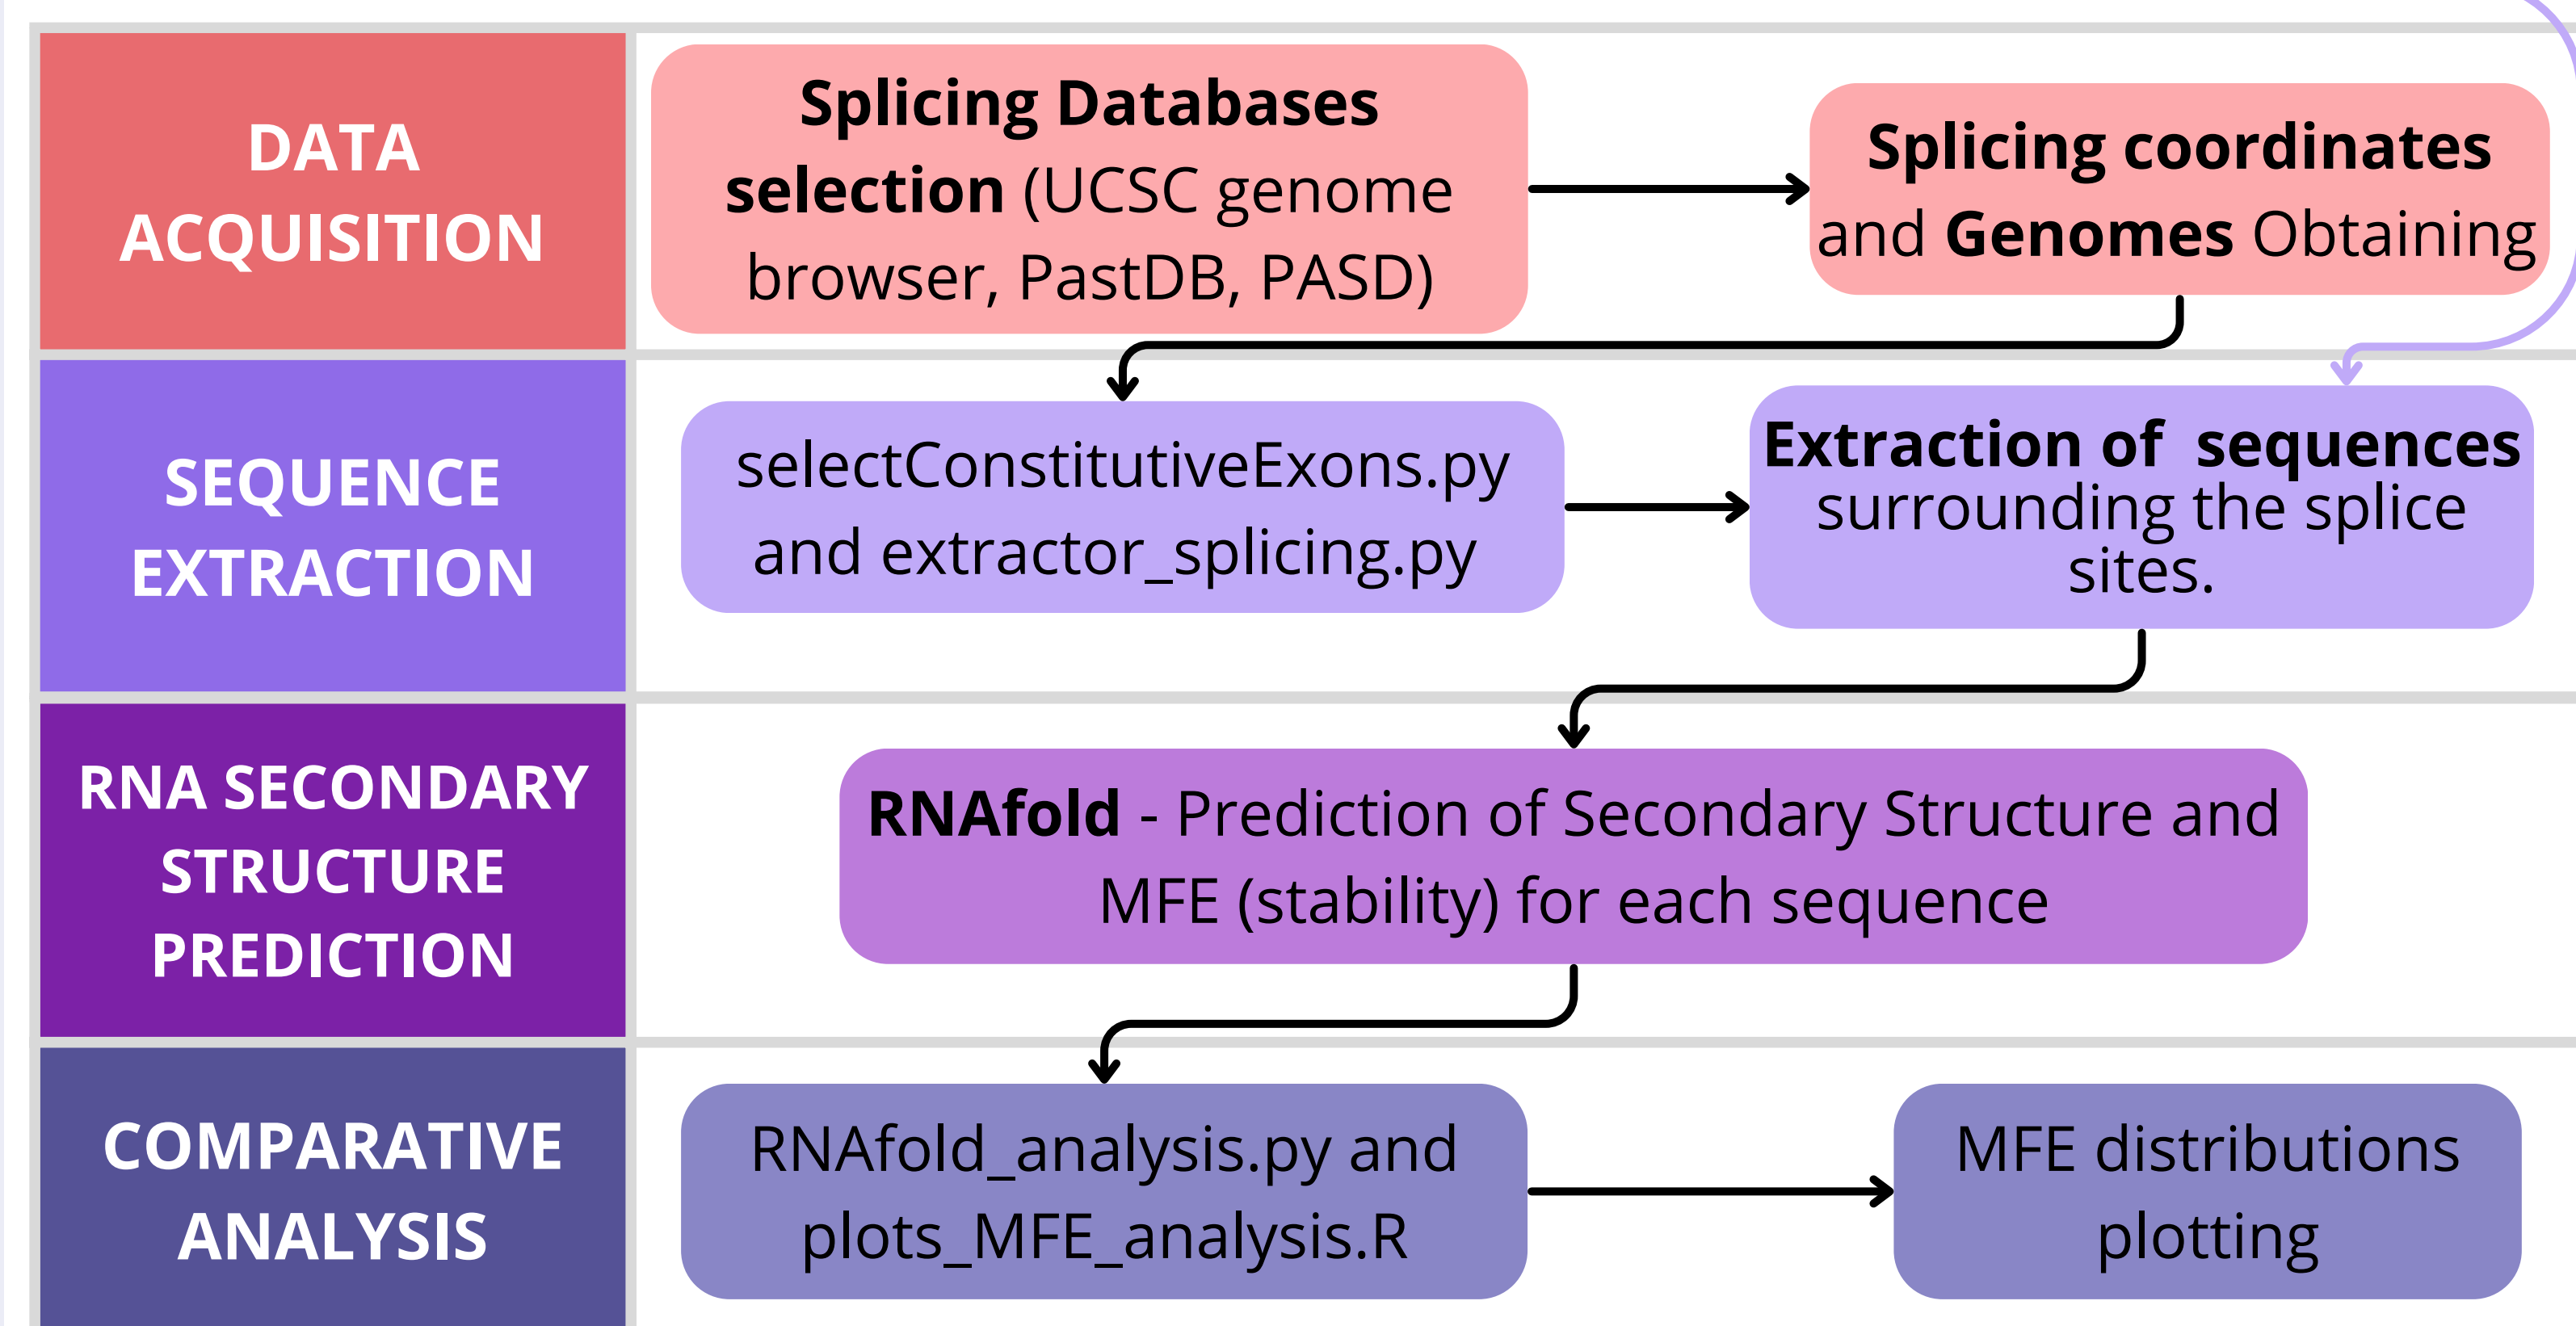 DATA
ACQUISITION
Splicing Databases
selection (UCSC genome
browser, PastDB, PASD)
Splicing coordinates
and Genomes Obtaining
SEQUENCE
EXTRACTION
selectConstitutiveExons.py
and extractor_splicing.py
Extraction of  sequences
surrounding the splice
sites.
RNA SECONDARY
STRUCTURE
PREDICTION
RNAfold - Prediction of Secondary Structure and
MFE (stability) for each sequence
COMPARATIVE
ANALYSIS
RNAfold_analysis.py and
plots_MFE_analysis.R
MFE distributions
plotting